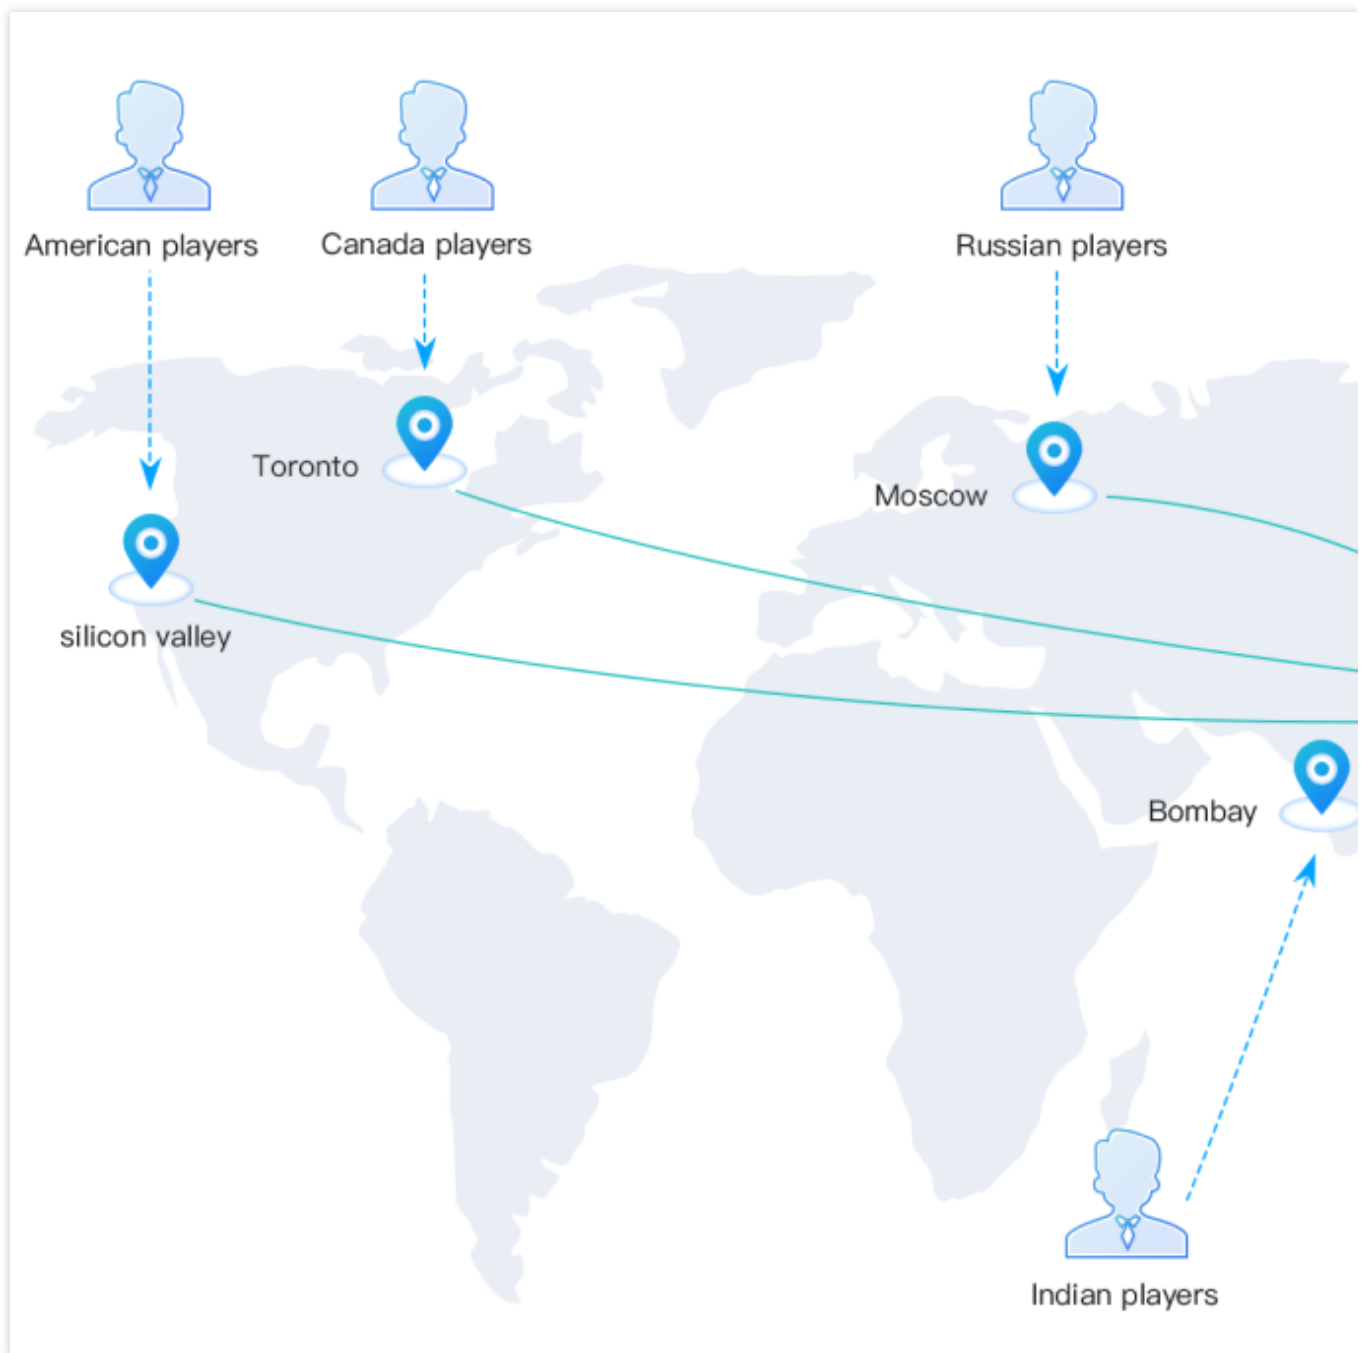 American players
Canada players
Russian players
Toronto
Moscow
silicon valley
Bombay
Indian players